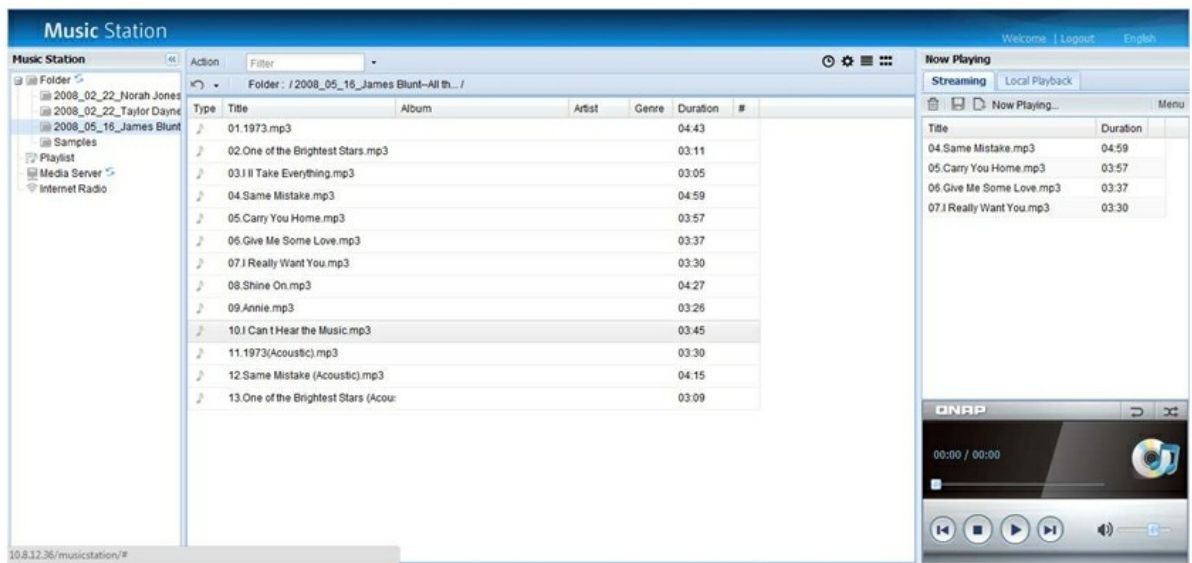 Music Station
Welcome | Logout English
Music Station
Folder
2008_02_22_Norah Jones
2008_02_22_Taylor Dayne
2008_05_16_James Blunt
Samples
Playlist
Media Server
Internet Radio
Action Filter
Folder : / 2008_05_16_James Blunt--All th... /
Type Title Album Artist Genre Duration #
01.1973.mp3 04:43
02.One of the Brightest Stars.mp3 03:11
03.I ll Take Everything.mp3 03:05
04.Same Mistake.mp3 04:59
05.Carry You Home.mp3 03:57
06.Give Me Some Love.mp3 03:37
07.I Really Want You.mp3 03:30
08.Shine On.mp3 04:27
09.Annie.mp3 03:26
10.I Can t Hear the Music.mp3 03:45
11.1973(Acoustic).mp3 03:30
12.Same Mistake (Acoustic).mp3 04:15
13.One of the Brightest Stars (Acou: 03:09
Now Playing
Streaming Local Playback
Now Playing... Menu
Title Duration
04.Same Mistake.mp3 04:59
05.Carry You Home.mp3 03:57
06.Give Me Some Love.mp3 03:37
07.I Really Want You.mp3 03:30
QNAP
00:00 / 00:00
10.8.12.36/musicstation/#